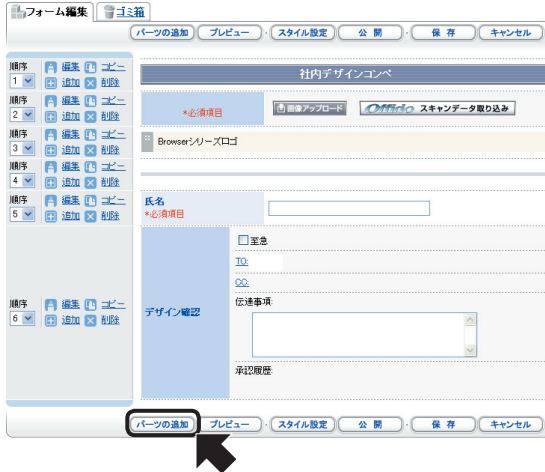 フォーム編集 ゴミ箱
パーツの追加 プレビュー スタイル設定 公 開 保 存 キャンセル
順序 編集 コピー
1 追加 削除
社内デザインコンペ
順序 編集 コピー
2 追加 削除
*必須項目 画像アップロード Offirio スキャンデータ取り込み
順序 編集 コピー
3 追加 削除
Browserシリーズロゴ
順序 編集 コピー
4 追加 削除
順序 編集 コピー
5 追加 削除
氏名
*必須項目
順序 編集 コピー
6 追加 削除
デザイン確認
至急
TO:
CC:
伝達事項:
承認履歴:
パーツの追加 プレビュー スタイル設定 公 開 保 存 キャンセル